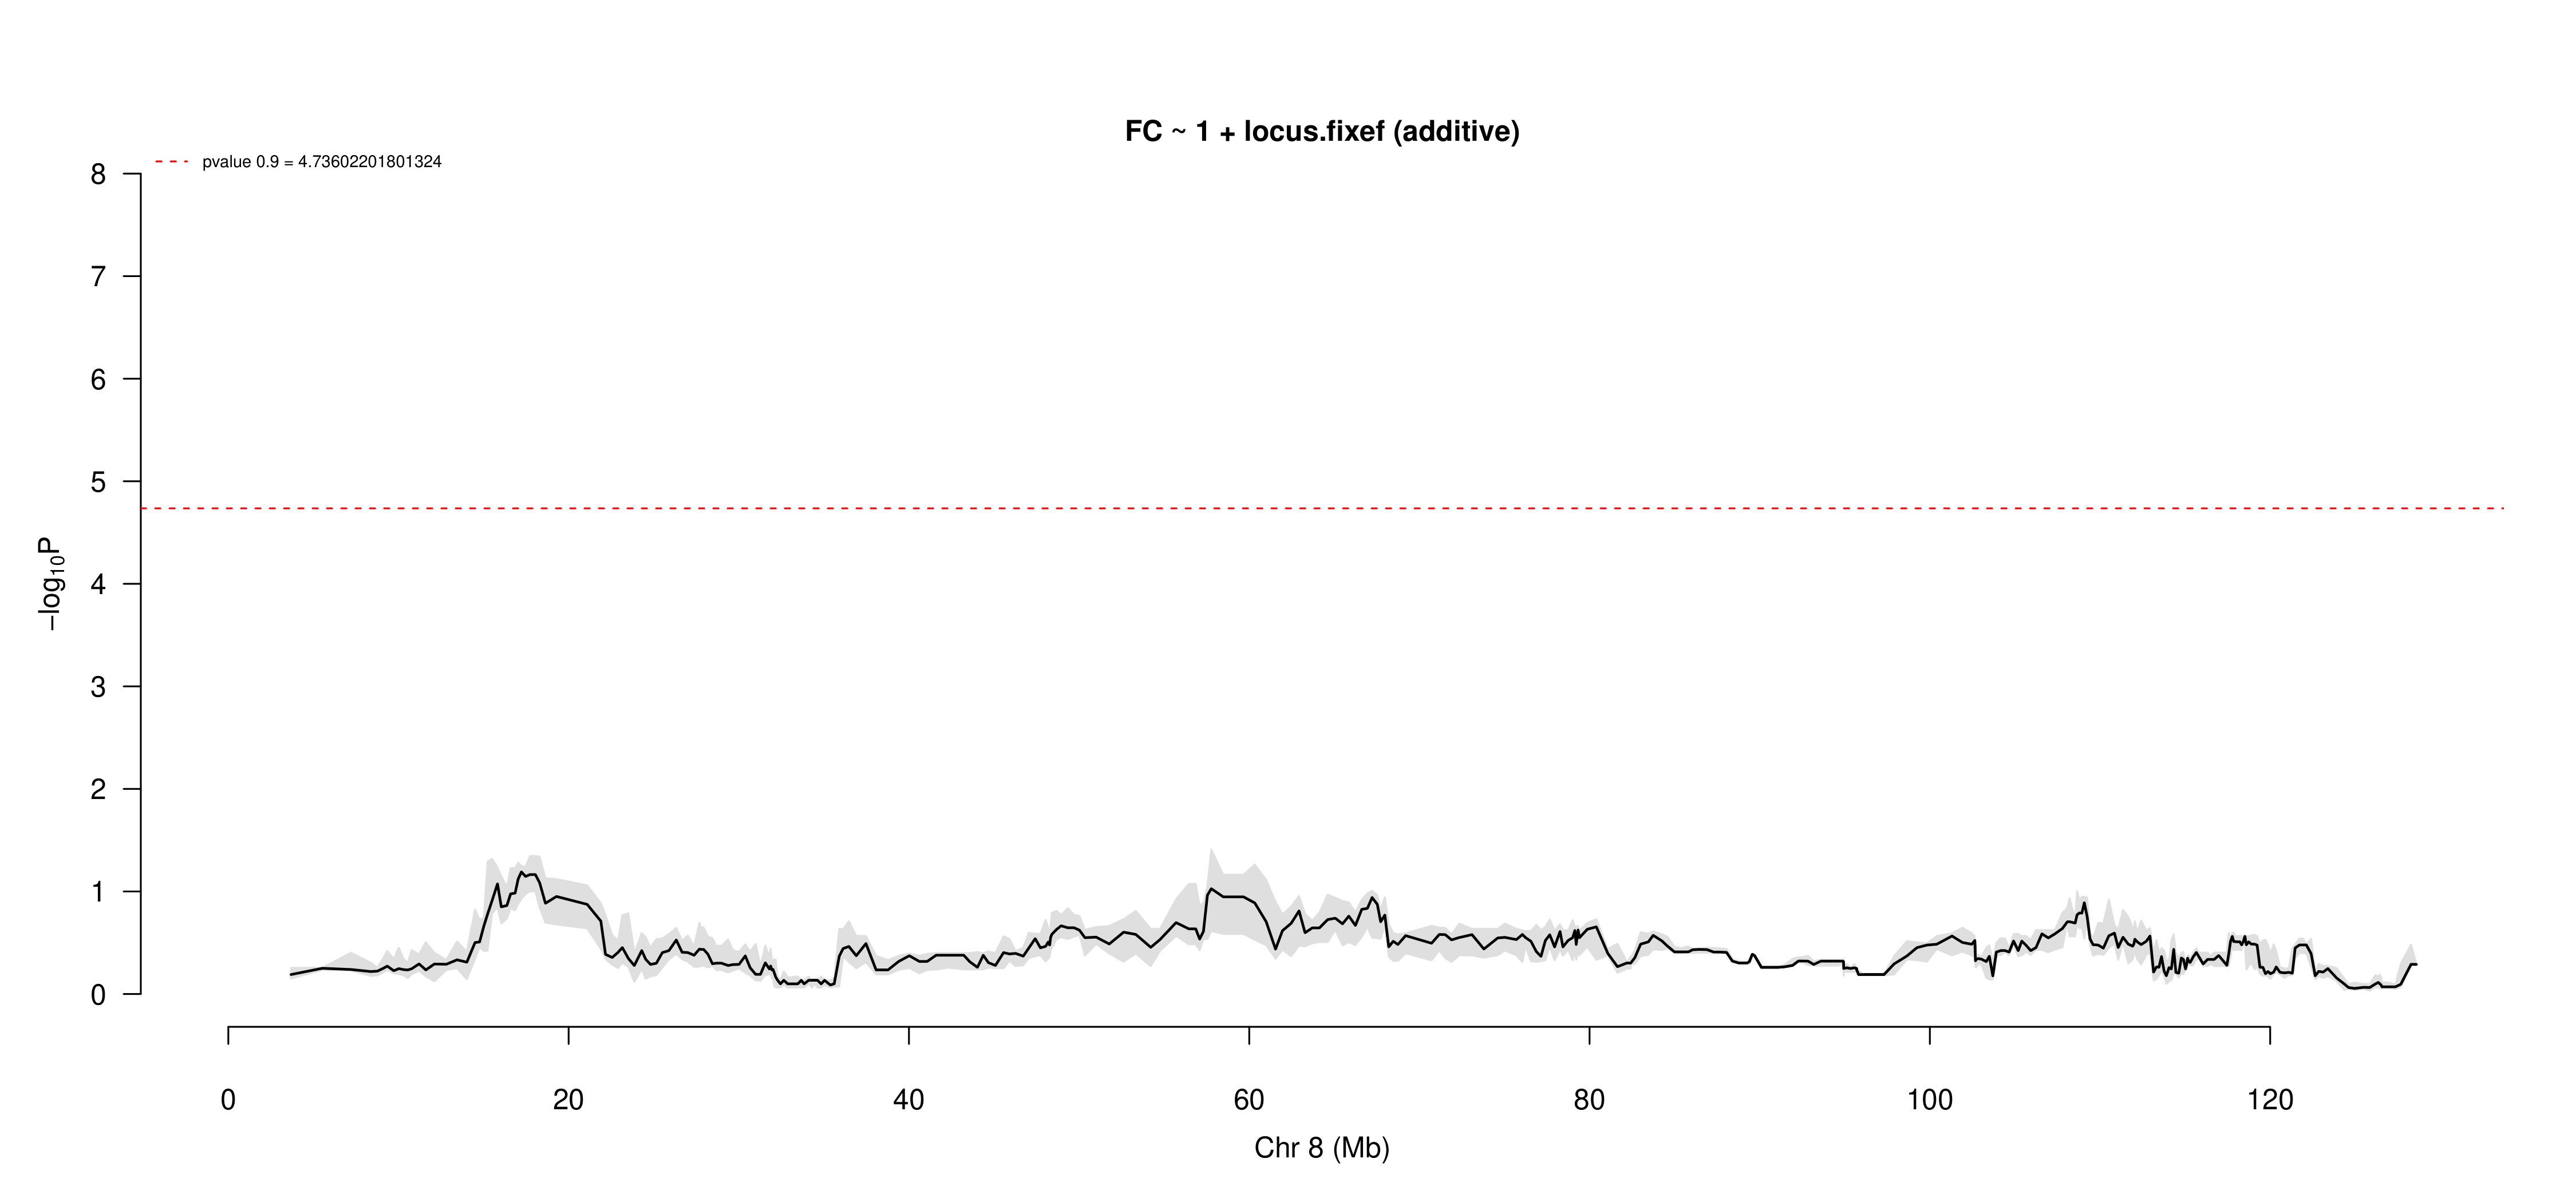 FC ~ 1 + locus.fixef (additive)
pvalue 0.9 = 4.73602201801324
8
7
6
5
4
3
2
1
0
−log10P
0 20 40 60 80 100 120
Chr 8 (Mb)